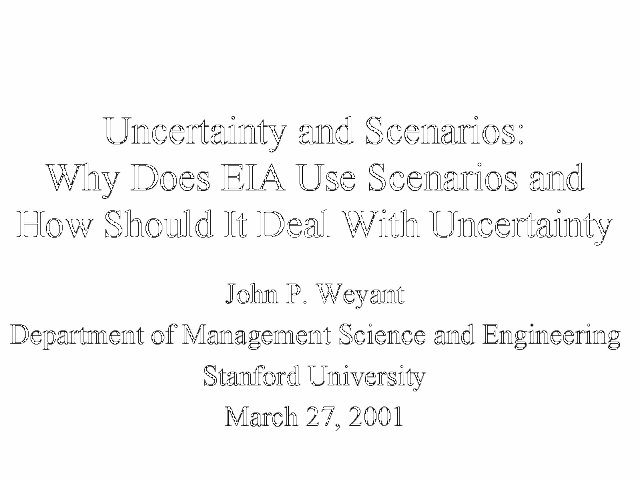 Uncertainty and Scenarios:
Why Does EIA Use Scenarios and
How Should It Deal With Uncertainty
John P. Weyant
Department of Management Science and Engineering
Stanford University
March 27, 2001